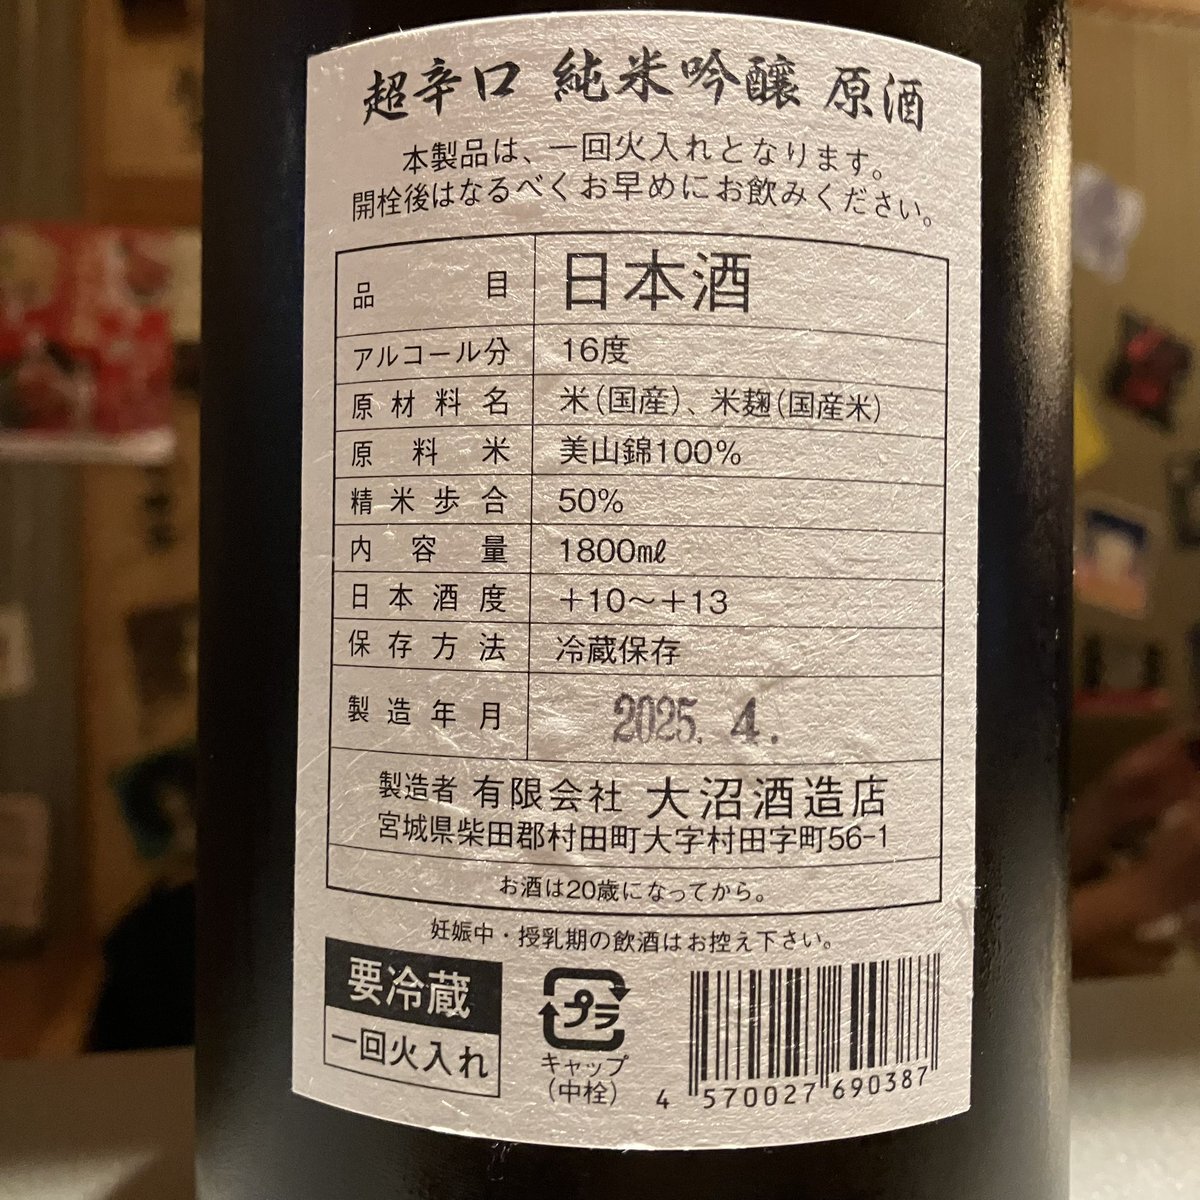 超辛口 純米吟醸 原酒
本製品は、一回火入れとなります。
開栓後はなるべくお早めにお飲みください。
品目 日本酒
アルコール分 16度
原材料名 米(国産)、米麹(国産米)
原料米 美山錦100%
精米歩合 50%
内容量 1800mℓ
日本酒度 +10～+13
保存方法 冷蔵保存
製造年月 2025. 4.
製造者 有限会社 大沼酒造店
宮城県柴田郡村田町大字村田字町56-1
お酒は20歳になってから。
妊娠中・授乳期の飲酒はお控え下さい。
要冷蔵
一回火入れ
プラ
キャップ
(中栓)
4 570027 690387